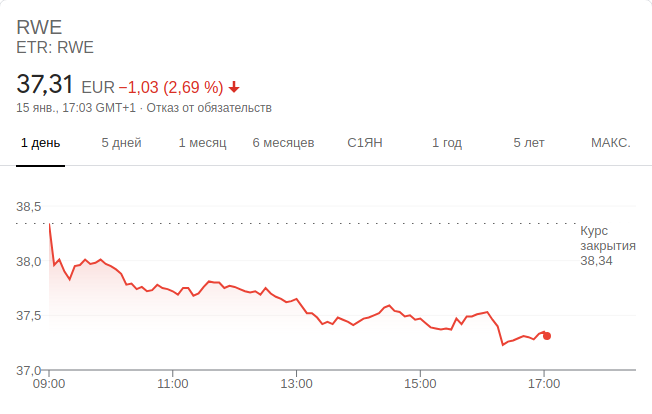 RWE
ETR: RWE
37,31 EUR −1,03 (2,69 %)
15 янв., 17:03 GMT+1 · Отказ от обязательств
1 день 5 дней 1 месяц 6 месяцев С1ЯН 1 год 5 лет МАКС.
38,5
Курс
закрытия
38,0 38,34
37,5
37,0
09:00 11:00 13:00 15:00 17:00